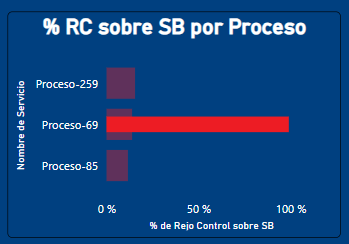 % RC sobre SB por Proceso
Nombre de Servicio
Proceso-259
Proceso-69
Proceso-85
0 % 50 % 100 %
% de Rejo Control sobre SB